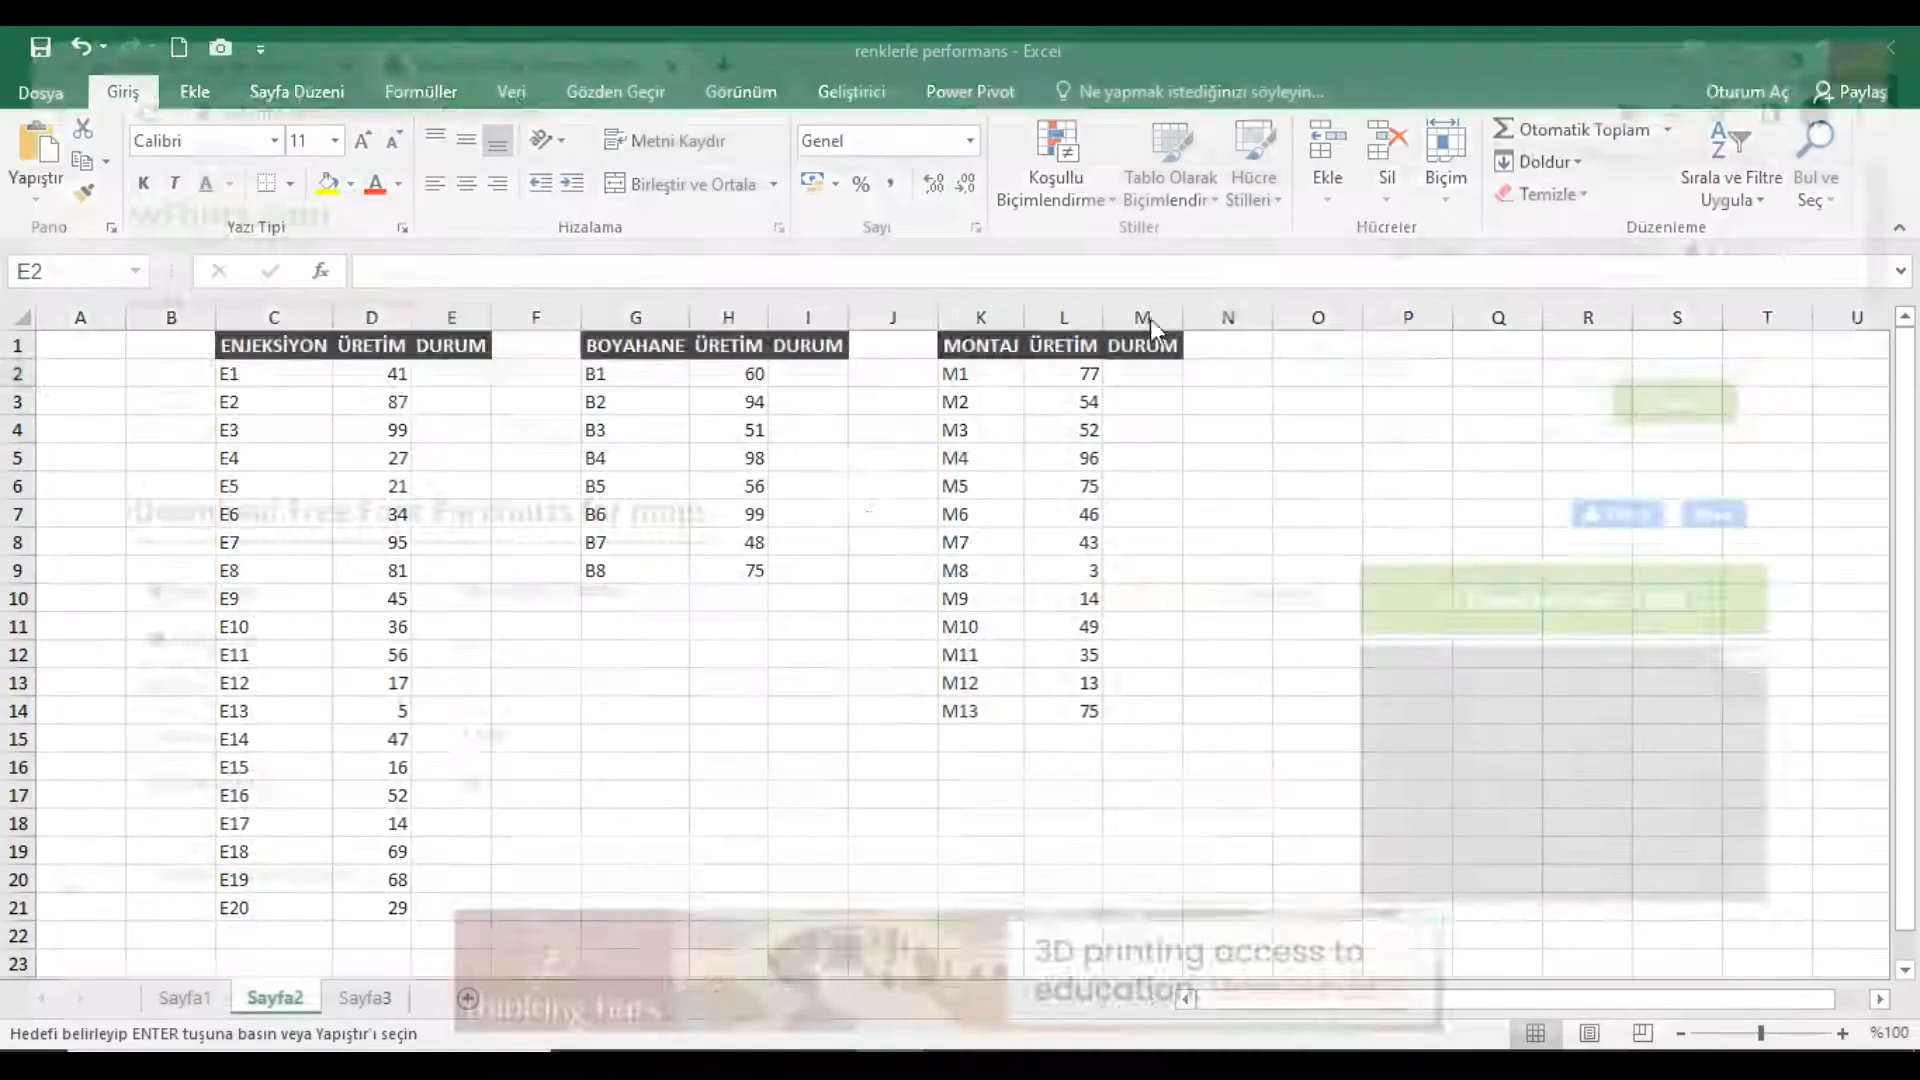 renklerle performans - Excel
Dosya Giriş Ekle Sayfa Düzeni Formüller Veri Gözden Geçir Görünüm Geliştirici Power Pivot Ne yapmak istediğinizi söyleyin... Oturum Aç Paylaş
Calibri 11 Metni Kaydır Genel Otomatik Toplam
Yapıştır K T A A Birleştir ve Ortala % Koşullu Biçimlendirme Tablo Olarak Biçimlendir Hücre Stilleri Ekle Sil Biçim Doldur Temizle Sırala ve Filtre Uygula Bul ve Seç
Pano Yazı Tipi Hizalama Sayı Stiller Hücreler Düzenleme
E2 fx
A B C D E F G H I J K L M N O P Q R S T U
1 ENJEKSİYON ÜRETİM DURUM BOYAHANE ÜRETİM DURUM MONTAJ ÜRETİM DURUM
2 E1 41 B1 60 M1 77
3 E2 87 B2 94 M2 54
4 E3 99 B3 51 M3 52
5 E4 27 B4 98 M4 96
6 E5 21 B5 56 M5 75
7 E6 34 B6 99 M6 46
8 E7 95 B7 48 M7 43
9 E8 81 B8 75 M8 3
10 E9 45 M9 14
11 E10 36 M10 49
12 E11 56 M11 35
13 E12 17 M12 13
14 E13 5 M13 75
15 E14 47
16 E15 16
17 E16 52
18 E17 14
19 E18 69
20 E19 68
21 E20 29
22
23
3D printing access to
education
Sayfa1 Sayfa2 Sayfa3
Hedefi belirleyip ENTER tuşuna basın veya Yapıştır'ı seçin %100